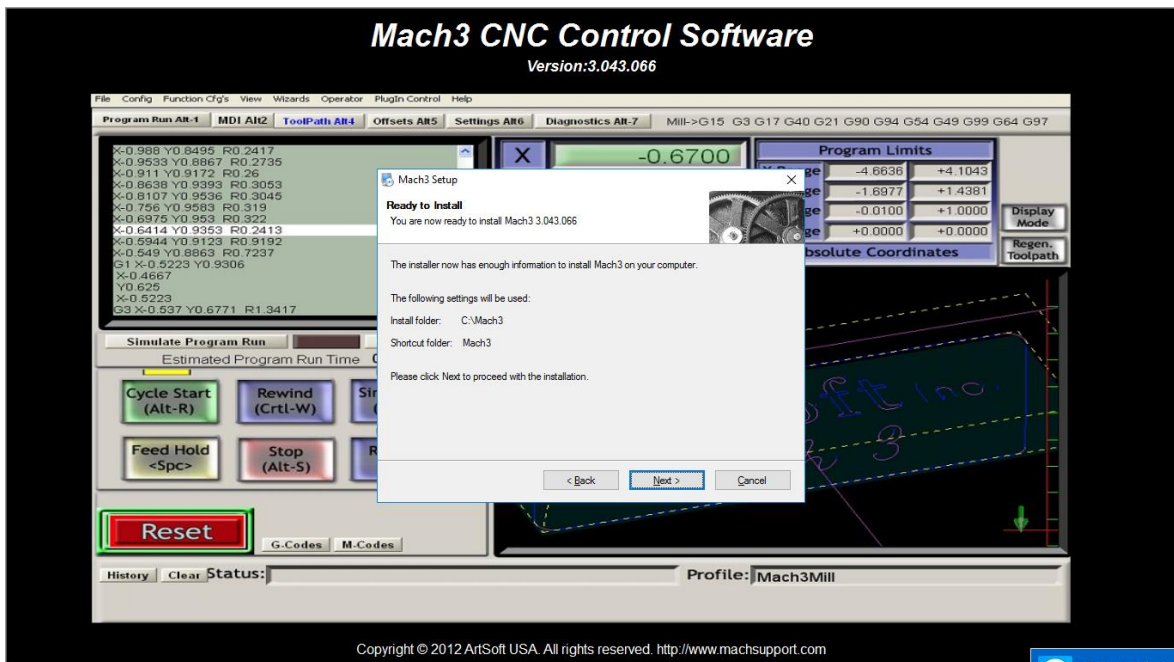 Mach3 CNC Control Software
Version:3.043.066
File Config Function Cfg's View Wizards Operator PlugIn Control Help
Program Run Alt-1 MDI Alt2 ToolPath Alt4 Offsets Alt5 Settings Alt6 Diagnostics Alt-7 Mill->G15 G3 G17 G40 G21 G90 G94 G54 G49 G99 G64 G97
X-0.988 Y0.8495 R0.2417
X-0.9533 Y0.8867 R0.2735
X-0.911 Y0.9172 R0.26
X-0.8638 Y0.9393 R0.3053
X-0.8107 Y0.9536 R0.3045
X-0.756 Y0.9583 R0.319
X-0.6975 Y0.953 R0.322
X-0.6414 Y0.9353 R0.2413
X-0.5944 Y0.9123 R0.9192
X-0.549 Y0.8863 R0.7237
G1 X-0.5223 Y0.9306
X-0.4667
Y0.625
X-0.5223
G3 X-0.537 Y0.6771 R1.3417
X -0.6700
Program Limits
-4.6636 +4.1043
-1.6977 +1.4381
-0.0100 +1.0000
+0.0000 +0.0000
Display Mode
Regen. Toolpath
Mach3 Setup
Ready to Install
You are now ready to install Mach3 3.043.066
The installer now has enough information to install Mach3 on your computer.
The following settings will be used:
Install folder: C:\Mach3
Shortcut folder: Mach3
Please click Next to proceed with the installation.
< Back Next > Cancel
Simulate Program Run
Estimated Program Run Time
Cycle Start (Alt-R)
Rewind (Crtl-W)
Feed Hold <Spc>
Stop (Alt-S)
Reset
G-Codes M-Codes
Inc.
3
History Clear Status: Profile: Mach3Mill
Copyright © 2012 ArtSoft USA. All rights reserved. http://www.machsupport.com